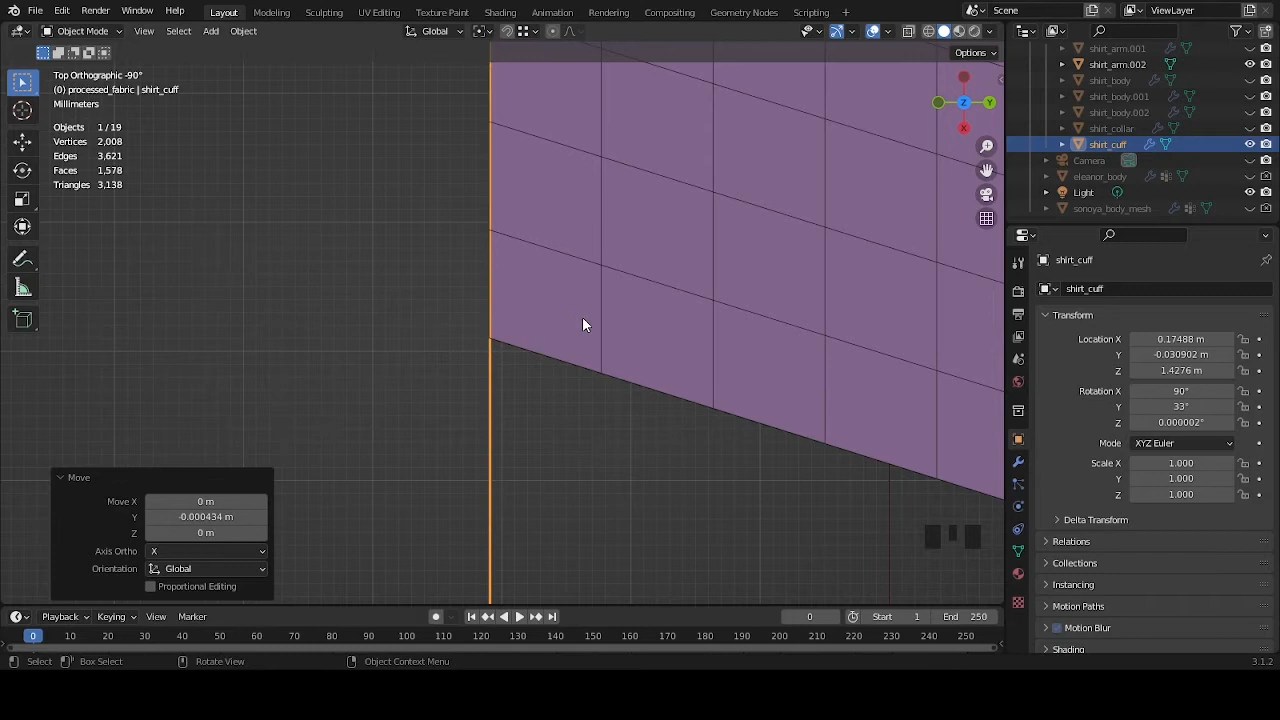 File Edit Render Window Help Layout Modeling Sculpting UV Editing Texture Paint Shading Animation Rendering Compositing Geometry Nodes Scripting + Scene ViewLayer
Object Mode View Select Add Object Global
Options
Top Orthographic -90°
(0) processed_fabric | shirt_cuff
Millimeters
Objects 1/19
Vertices 2,008
Edges 3,621
Faces 1,578
Triangles 3,138
Z Y X
shirt_arm.001
shirt_arm.002
shirt_body
shirt_body.001
shirt_body.002
shirt_collar
shirt_cuff
Camera
eleanor_body
Light
sonoya_body_mesh
shirt_cuff
shirt_cuff
Transform
Location X 0.17488 m
Y -0.030902 m
Z 1.4276 m
Rotation X 90°
Y 33°
Z 0.000002°
Mode XYZ Euler
Scale X 1.000
Y 1.000
Z 1.000
Delta Transform
Relations
Collections
Instancing
Motion Paths
Motion Blur
Shading
Move
Move X 0 m
Y -0.000434 m
Z 0 m
Axis Ortho X
Orientation Global
Proportional Editing
Playback Keying View Marker 0 Start 1 End 250
0 10 20 30 40 50 60 70 80 90 100 110 120 130 140 150 160 170 180 190 200 210 220 230 240 250
Select Box Select Rotate View Object Context Menu 3.1.2